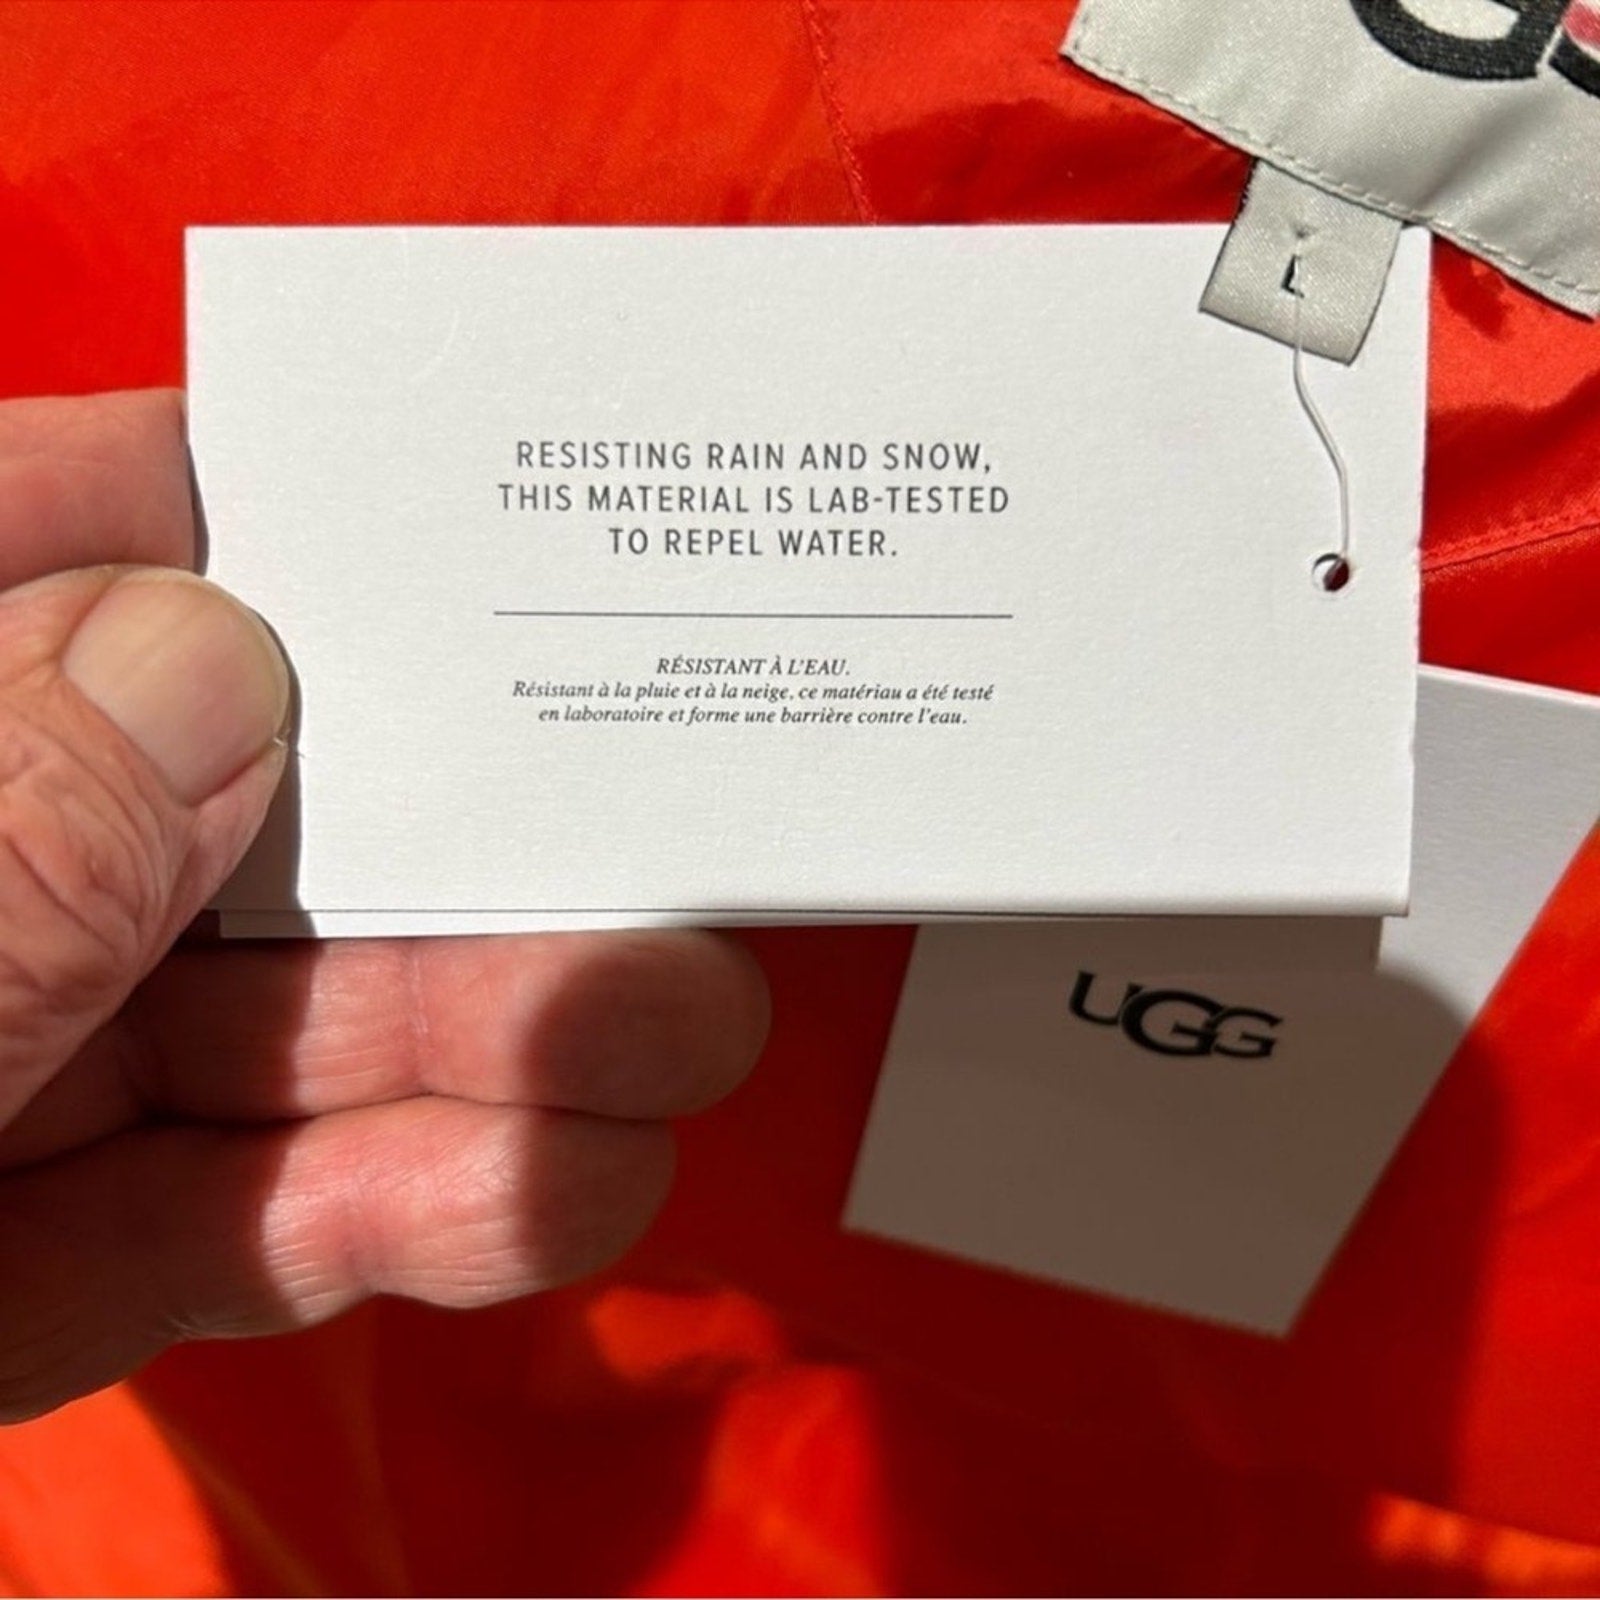 L
RESISTING RAIN AND SNOW,
THIS MATERIAL IS LAB-TESTED
TO REPEL WATER.
RÉSISTANT À L'EAU.
Résistant à la pluie et à la neige, ce matériau a été testé
en laboratoire et forme une barrière contre l'eau.
UGG